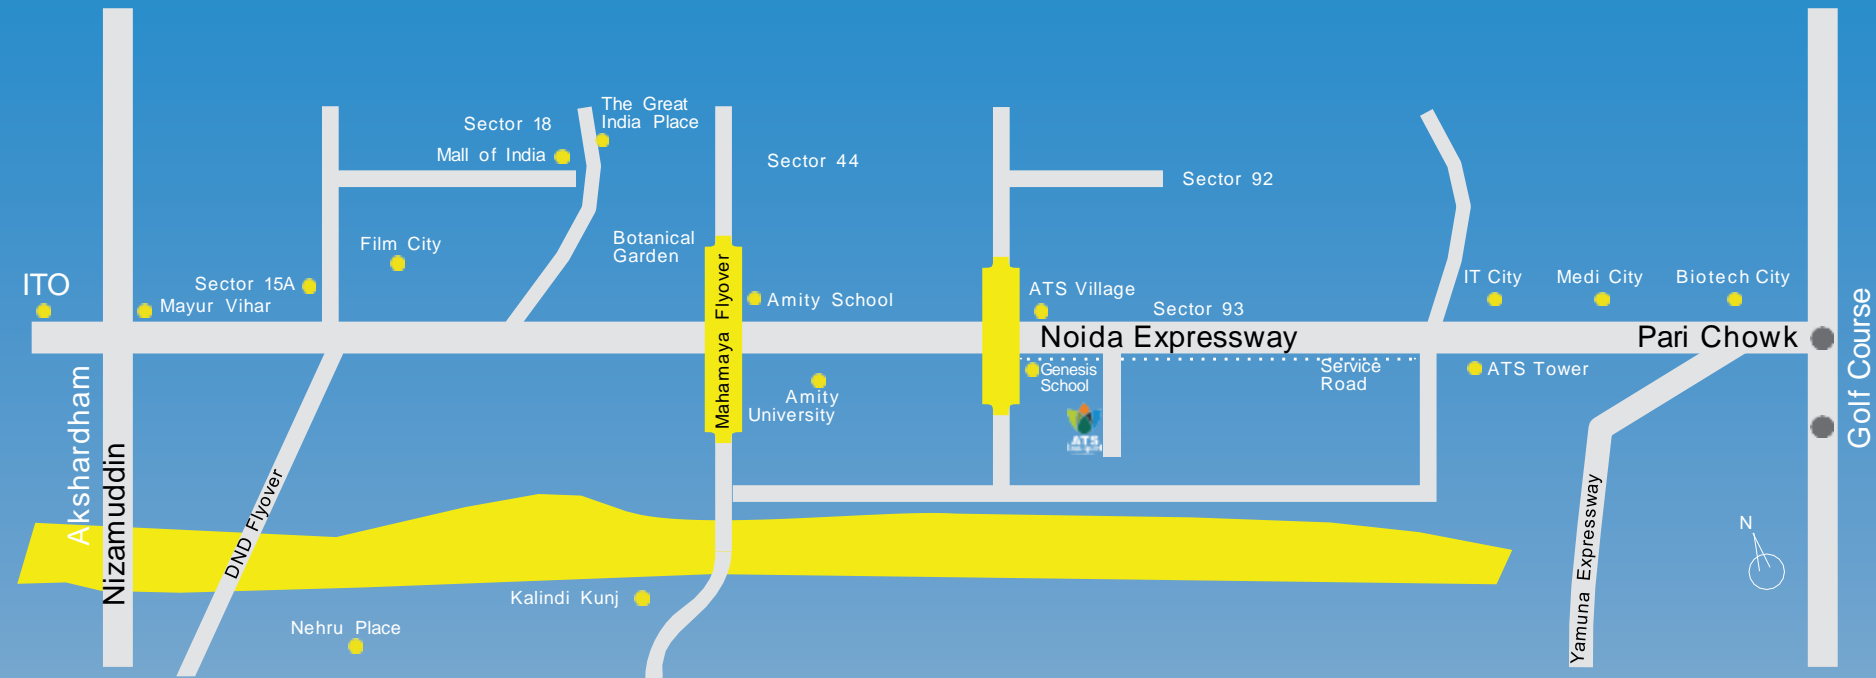 The Great
India Place
Sector 18
Mall of India
Sector 44
Sector 92
Film City
Botanical
Garden
ITO
Sector 15A
Mayur Vihar
Mahamaya Flyover
Amity School
ATS Village
Sector 93
IT City
Medi City
Biotech City
Noida Expressway
Pari Chowk
Golf Course
Akshardham
Nizamuddin
Genesis
School
Service
Road
ATS Tower
Amity
University
ATS
DND Flyover
Yamuna Expressway
N
Kalindi Kunj
Nehru Place